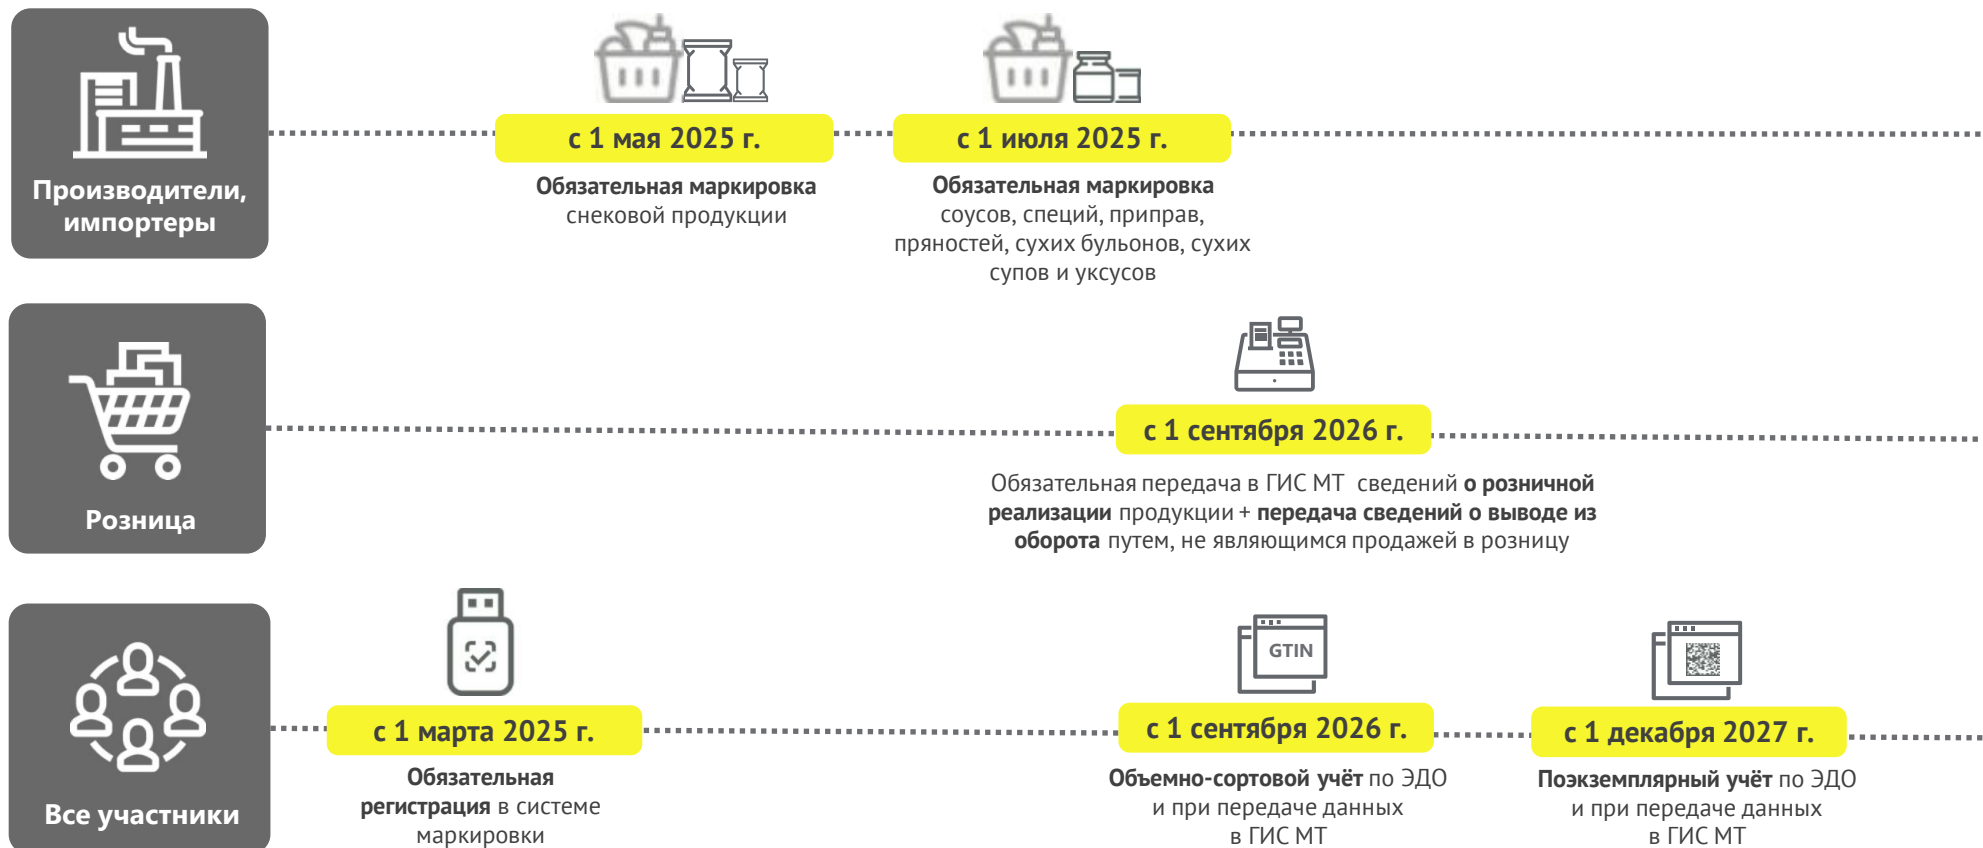 Производители,
импортеры
с 1 мая 2025 г.
Обязательная маркировка
снековой продукции
с 1 июля 2025 г.
Обязательная маркировка
соусов, специй, приправ,
пряностей, сухих бульонов, сухих
супов и уксусов
Розница
с 1 сентября 2026 г.
Обязательная передача в ГИС МТ сведений о розничной
реализации продукции + передача сведений о выводе из
оборота путем, не являющимся продажей в розницу
Все участники
с 1 марта 2025 г.
Обязательная
регистрация в системе
маркировки
GTIN
с 1 сентября 2026 г.
Объемно-сортовой учёт по ЭДО
и при передаче данных
в ГИС МТ
с 1 декабря 2027 г.
Поэкземплярный учёт по ЭДО
и при передаче данных
в ГИС МТ